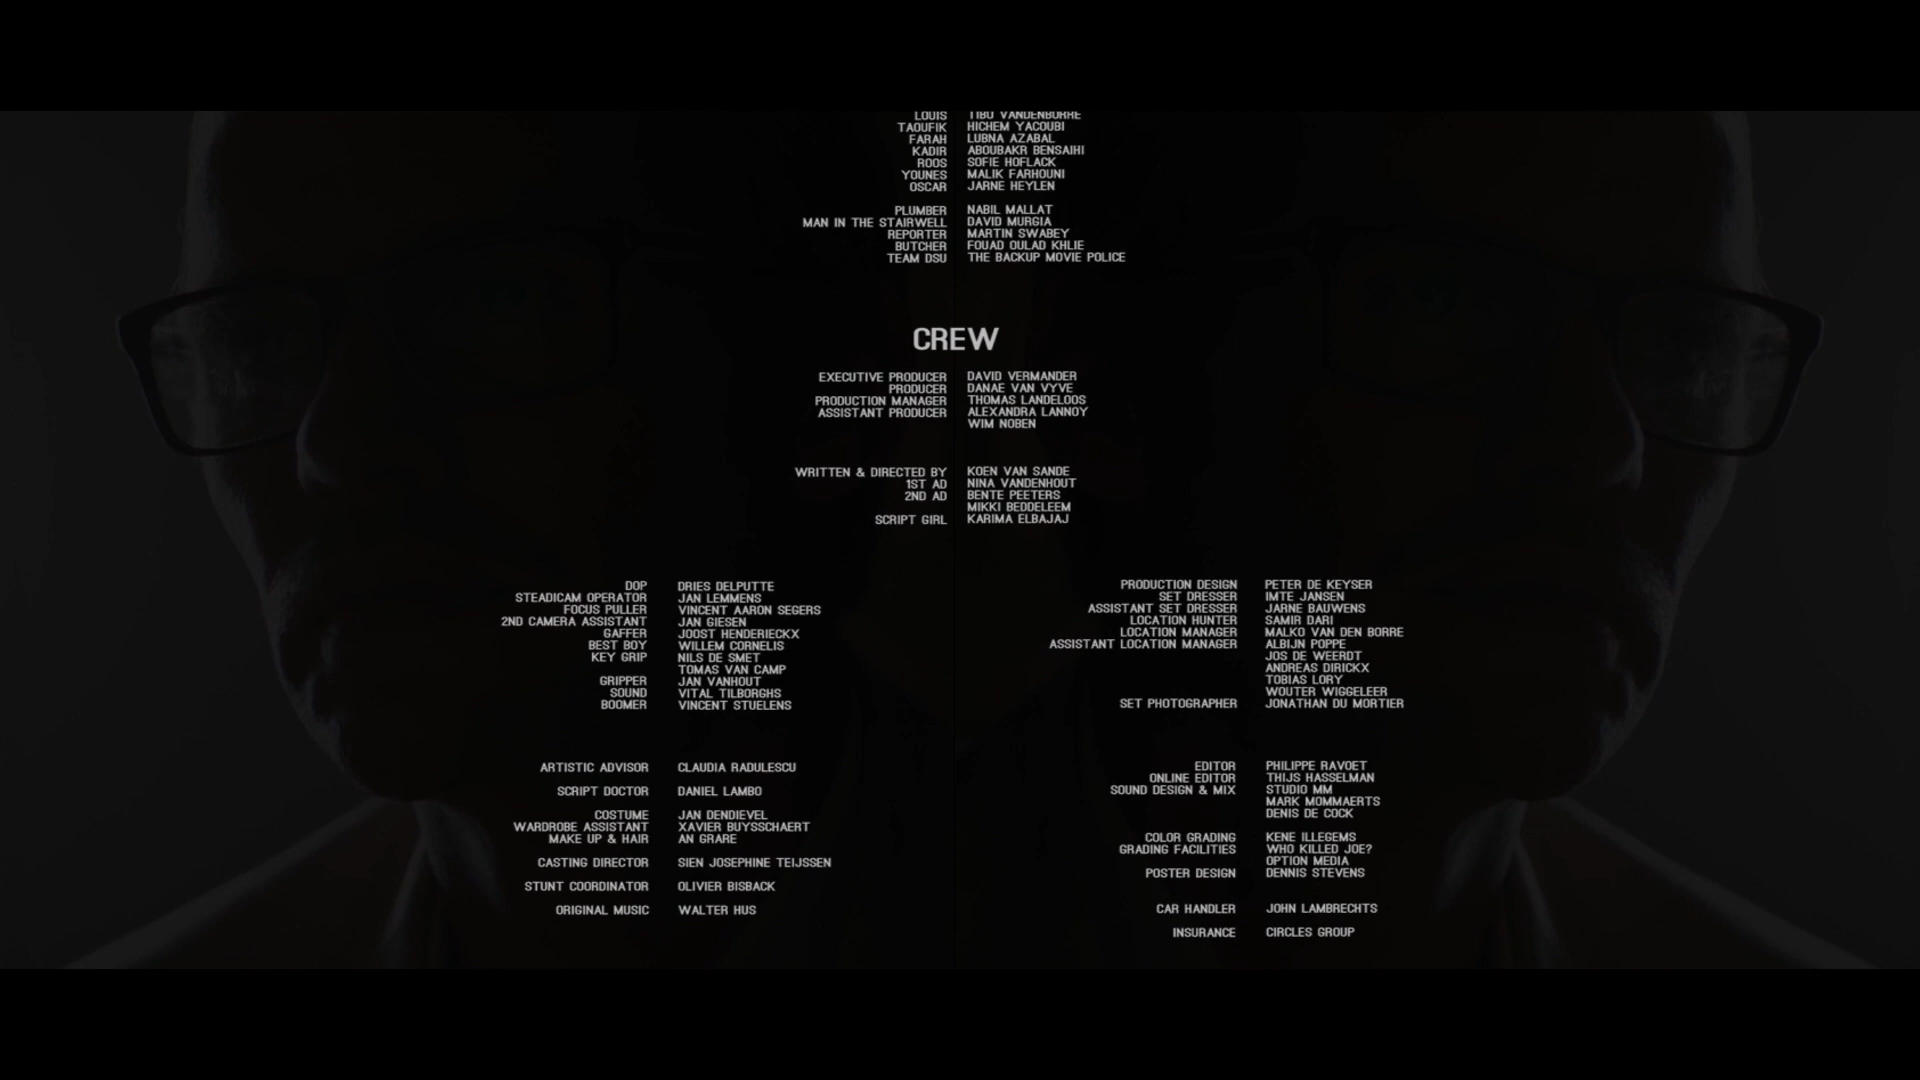 LOUIS TIBO VANDENBORRE
TAOUFIK HICHEM YACOUBI
FARAH LUBNA AZABAL
KADIR ABOUBAKR BENSAIHI
ROOS SOFIE HOFLACK
YOUNES MALIK FARHOUNI
OSCAR JARNE HEYLEN
PLUMBER NABIL MALLAT
MAN IN THE STAIRWELL DAVID MURGIA
REPORTER MARTIN SWABEY
BUTCHER FOUAD OULAD KHLIE
TEAM DSU THE BACKUP MOVIE POLICE
CREW
EXECUTIVE PRODUCER DAVID VERMANDER
PRODUCER DANAE VAN VYVE
PRODUCTION MANAGER THOMAS LANDELOOS
ASSISTANT PRODUCER ALEXANDRA LANNOY
WIM NOBEN
WRITTEN & DIRECTED BY KOEN VAN SANDE
1ST AD NINA VANDENHOUT
2ND AD BENTE PEETERS
MIKKI BEDDELEEM
SCRIPT GIRL KARIMA ELBAJAJ
DOP DRIES DELPUTTE
STEADICAM OPERATOR JAN LEMMENS
FOCUS PULLER VINCENT AARON SEGERS
2ND CAMERA ASSISTANT JAN GIESEN
GAFFER JOOST HENDERIECKX
BEST BOY WILLEM CORNELIS
KEY GRIP NILS DE SMET
TOMAS VAN CAMP
GRIPPER JAN VANHOUT
SOUND VITAL TILBORGHS
BOOMER VINCENT STUELENS
ARTISTIC ADVISOR CLAUDIA RADULESCU
SCRIPT DOCTOR DANIEL LAMBO
COSTUME JAN DENDIEVEL
WARDROBE ASSISTANT XAVIER BUYSSCHAERT
MAKE UP & HAIR AN GRARE
CASTING DIRECTOR SIEN JOSEPHINE TEIJSSEN
STUNT COORDINATOR OLIVIER BISBACK
ORIGINAL MUSIC WALTER HUS
PRODUCTION DESIGN PETER DE KEYSER
SET DRESSER IMTE JANSEN
ASSISTANT SET DRESSER JARNE BAUWENS
LOCATION HUNTER SAMIR DARI
LOCATION MANAGER MALKO VAN DEN BORRE
ASSISTANT LOCATION MANAGER ALBIJN POPPE
JOS DE WEERDT
ANDREAS DIRICKX
TOBIAS LORY
WOUTER WIGGELEER
SET PHOTOGRAPHER JONATHAN DU MORTIER
EDITOR PHILIPPE RAVOET
ONLINE EDITOR THIJS HASSELMAN
SOUND DESIGN & MIX STUDIO MM
MARK MOMMAERTS
DENIS DE COCK
COLOR GRADING KENE ILLEGEMS
GRADING FACILITIES WHO KILLED JOE?
OPTION MEDIA
POSTER DESIGN DENNIS STEVENS
CAR HANDLER JOHN LAMBRECHTS
INSURANCE CIRCLES GROUP